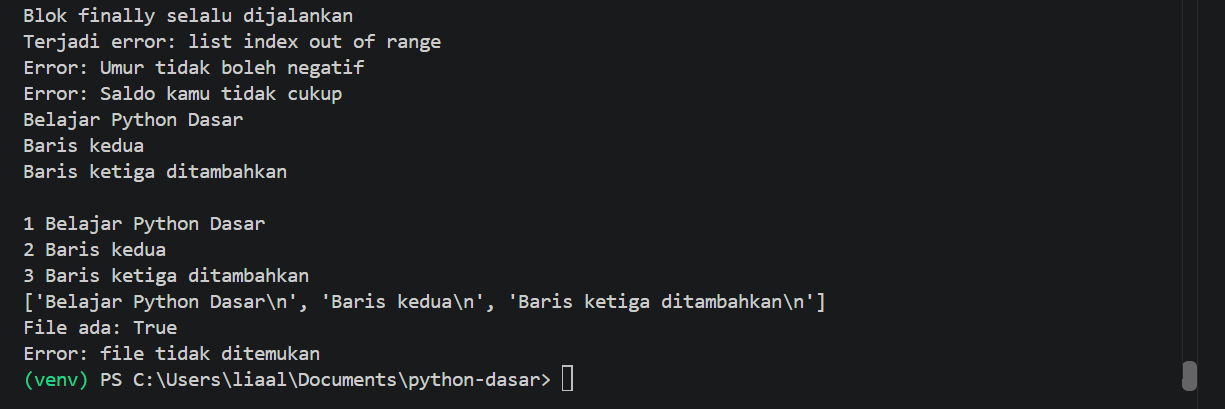 Blok finally selalu dijalankan
Terjadi error: list index out of range
Error: Umur tidak boleh negatif
Error: Saldo kamu tidak cukup
Belajar Python Dasar
Baris kedua
Baris ketiga ditambahkan

1 Belajar Python Dasar
2 Baris kedua
3 Baris ketiga ditambahkan
['Belajar Python Dasar\n', 'Baris kedua\n', 'Baris ketiga ditambahkan\n']
File ada: True
Error: file tidak ditemukan
(venv) PS C:\Users\liaal\Documents\python-dasar>